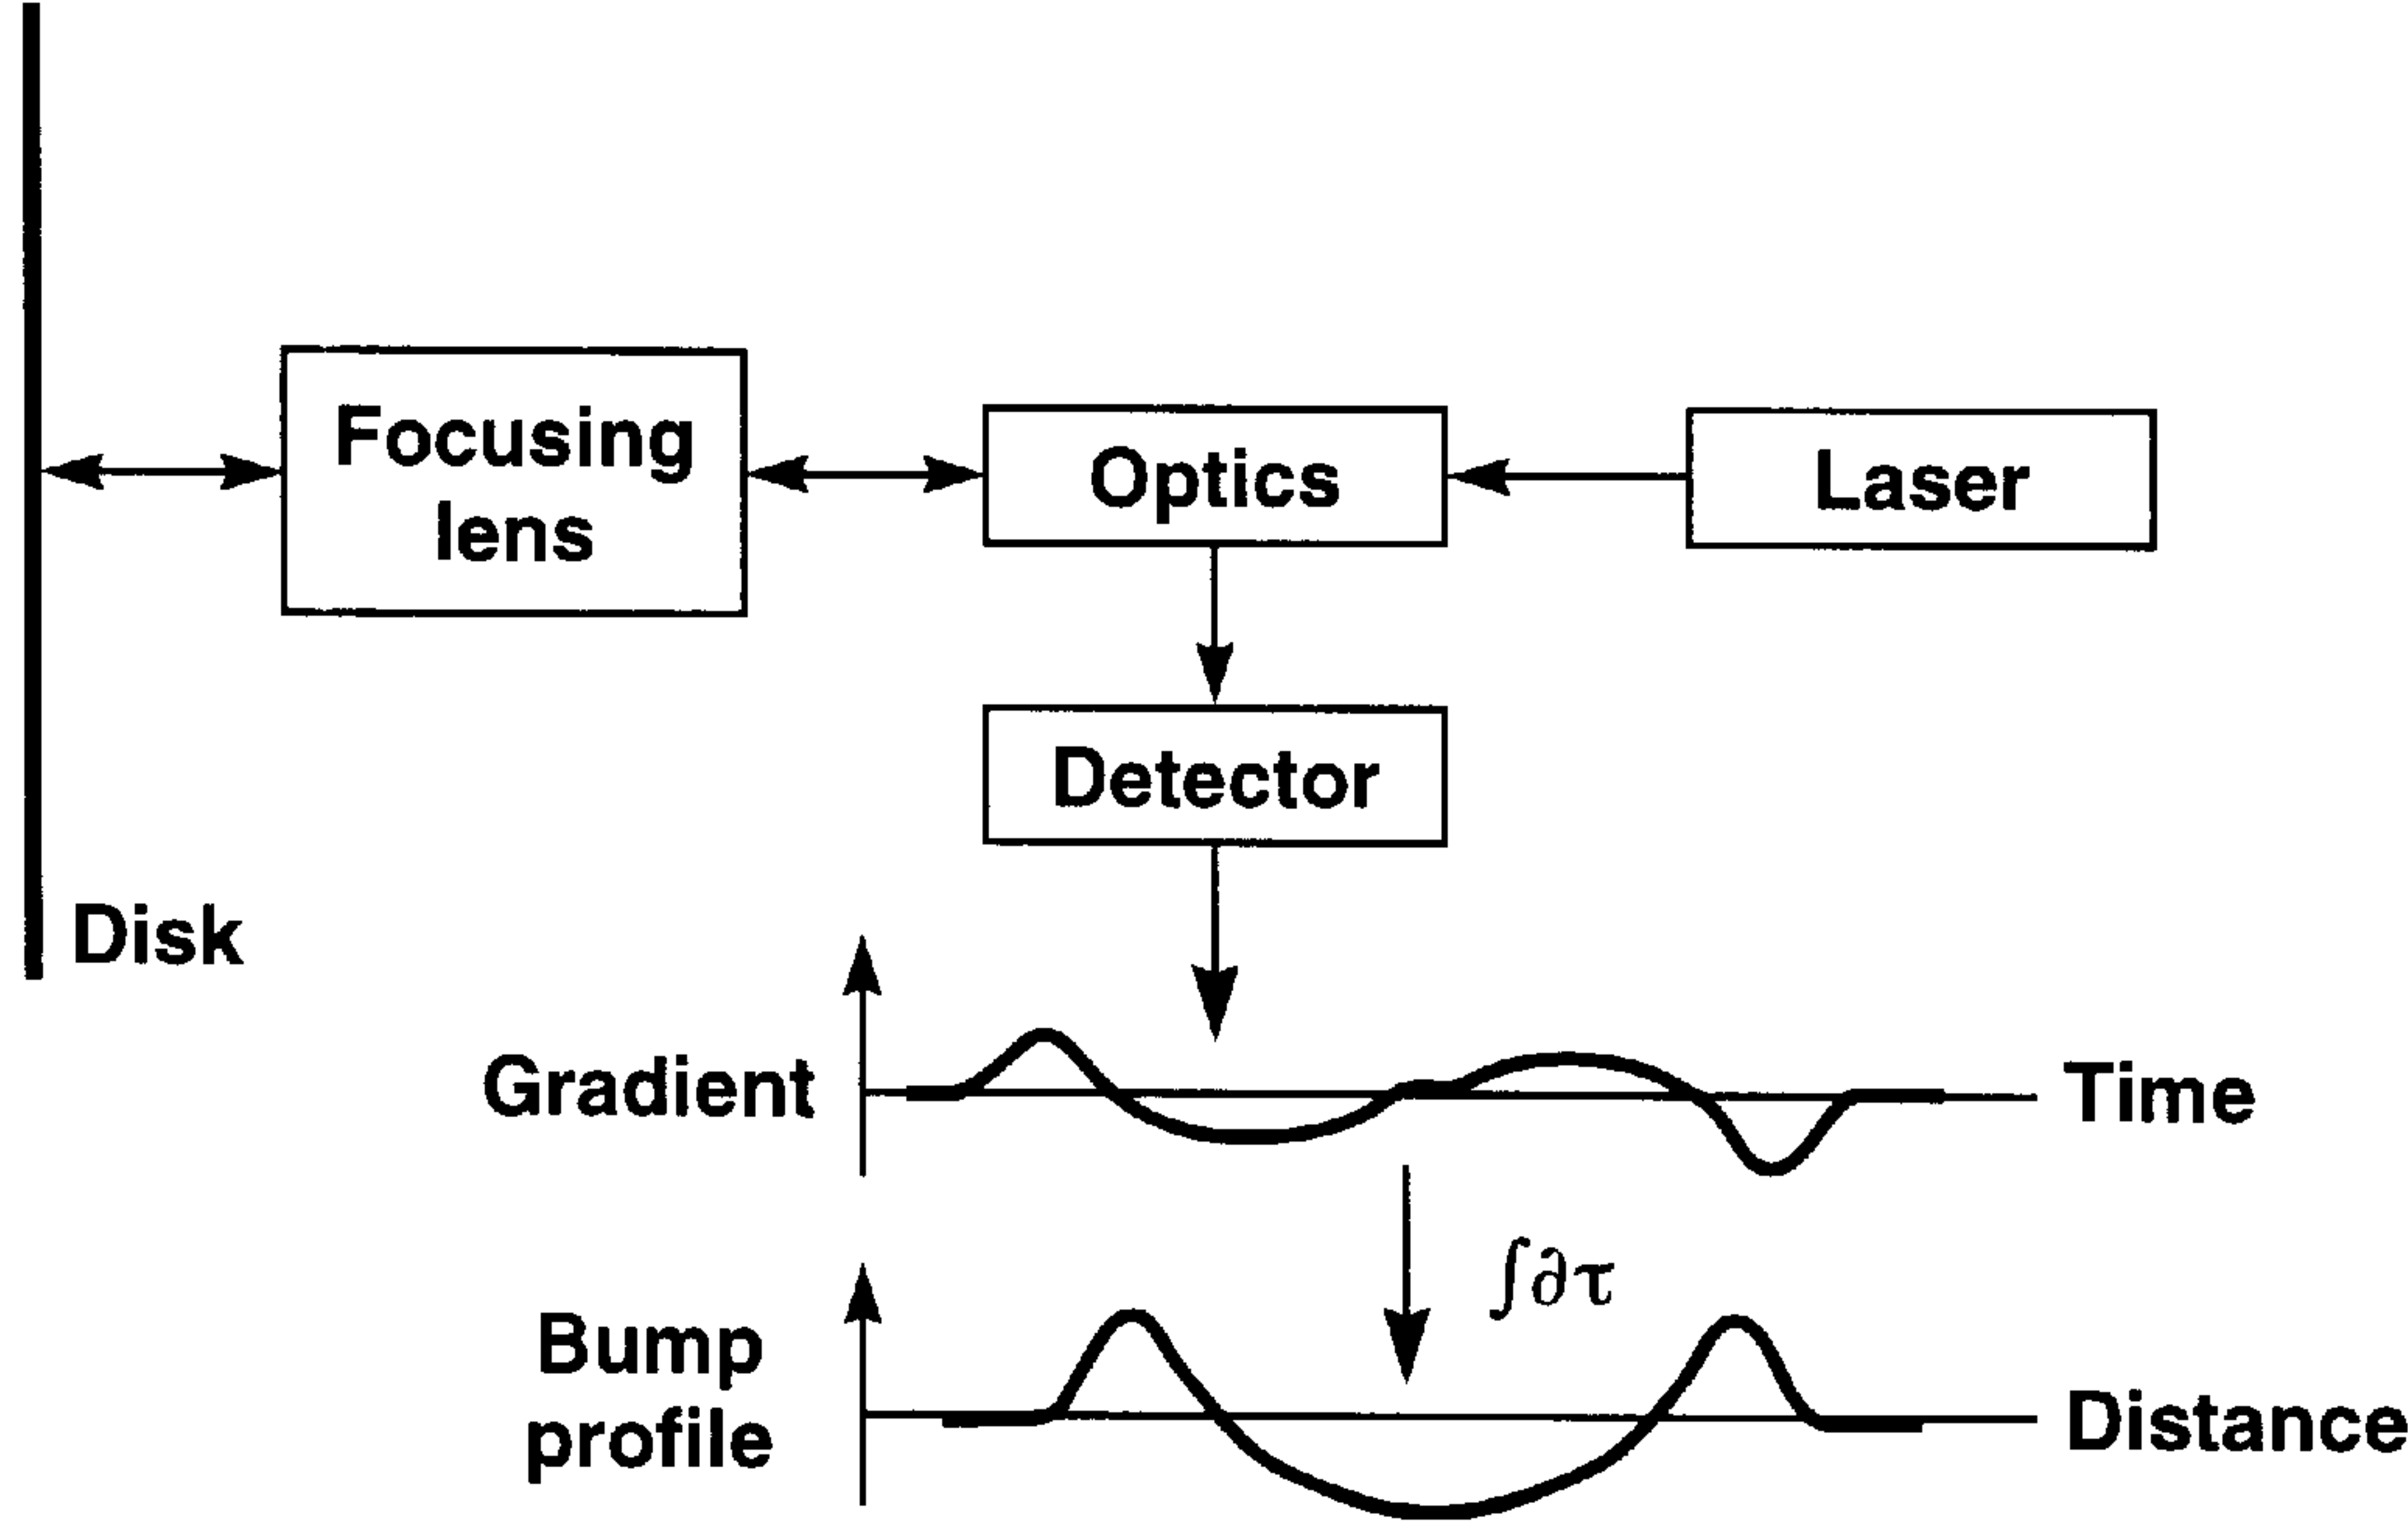 Focusing
lens
Optics
Laser
Detector
Disk
Gradient
Time
∫∂τ
Bump
profile
Distance